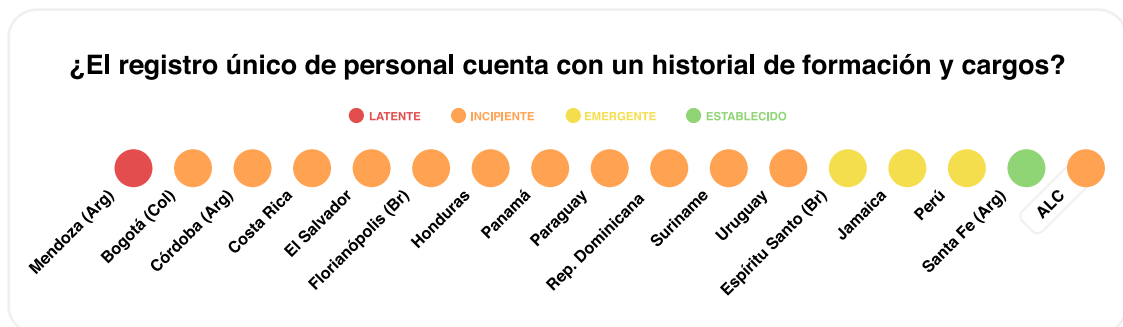 ¿El registro único de personal cuenta con un historial de formación y cargos?
LATENTE
INCIPIENTE
EMERGENTE
ESTABLECIDO
Mendoza (Arg)
Bogotá (Col)
Córdoba (Arg)
Costa Rica
El Salvador
Florianópolis (Br)
Honduras
Panamá
Paraguay
Rep. Dominicana
Suriname
Uruguay
Espíritu Santo (Br)
Jamaica
Perú
Santa Fe (Arg)
ALC